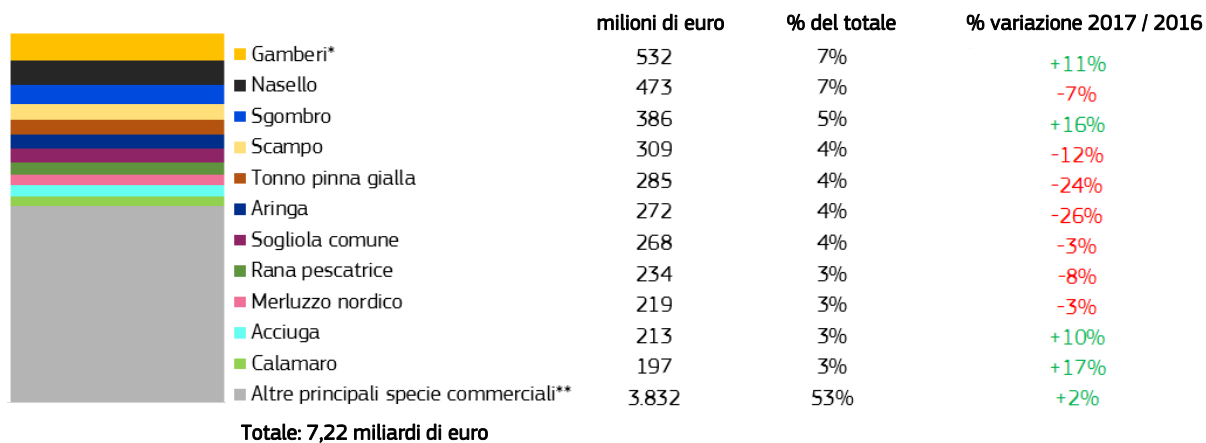 milioni di euro % del totale % variazione 2017 / 2016
Gamberi* 532 7% +11%
Nasello 473 7% -7%
Sgombro 386 5% +16%
Scampo 309 4% -12%
Tonno pinna gialla 285 4% -24%
Aringa 272 4% -26%
Sogliola comune 268 4% -3%
Rana pescatrice 234 3% -8%
Merluzzo nordico 219 3% -3%
Acciuga 213 3% +10%
Calamaro 197 3% +17%
Altre principali specie commerciali** 3.832 53% +2%
Totale: 7,22 miliardi di euro